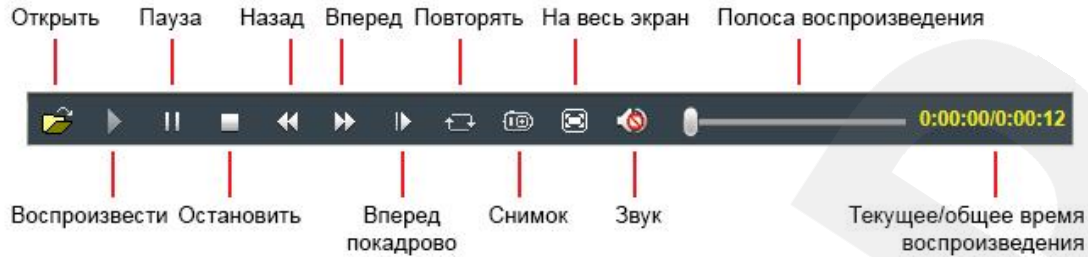 Открыть Пауза Назад Вперед Повторять На весь экран Полоса воспроизведения
0:00:00/0:00:12
Воспроизвести Остановить Вперед покадрово Снимок Звук Текущее/общее время воспроизведения